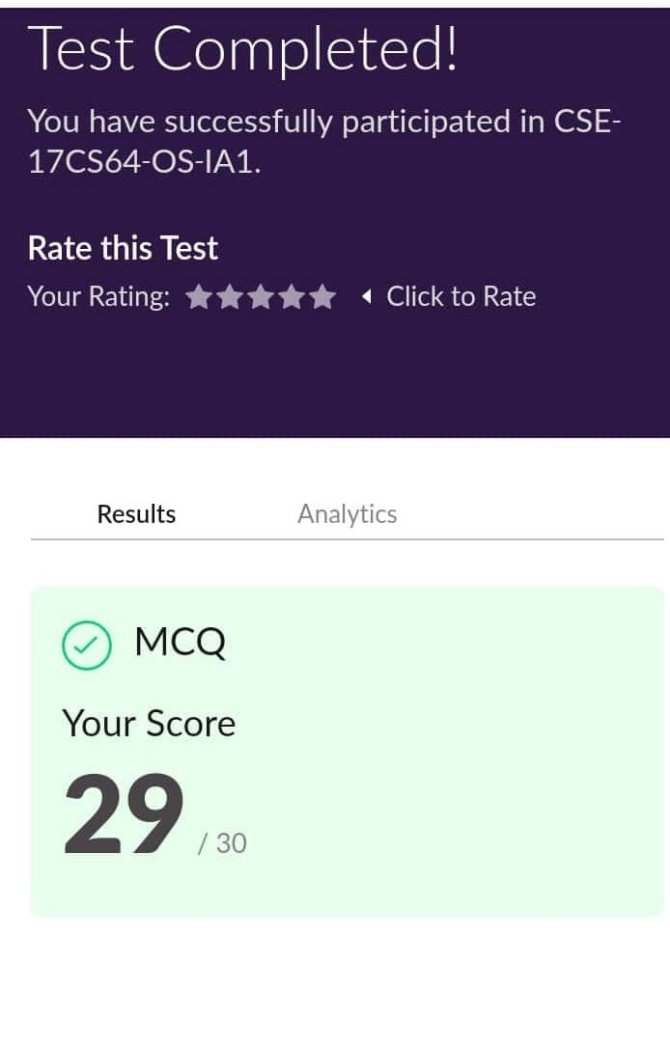 Test Completed!
You have successfully participated in CSE-
17CS64-OS-IA1.
Rate this Test
Your Rating: Click to Rate
Results Analytics
MCQ
Your Score
29 / 30